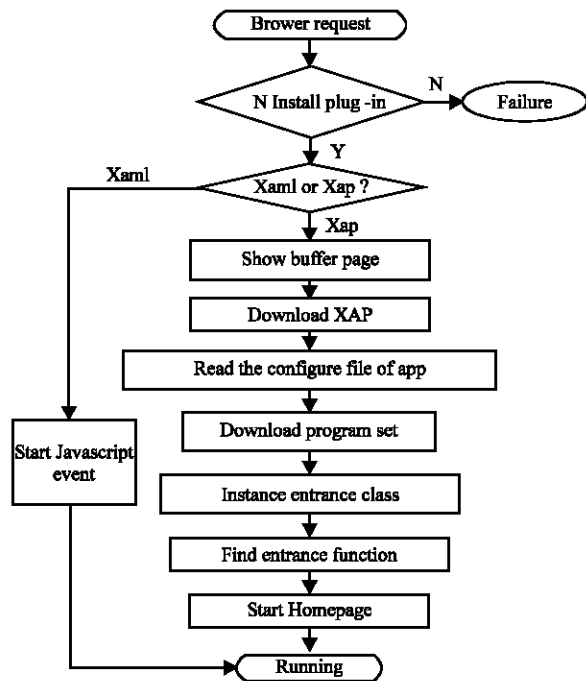 Brower request
N Install plug -in
N
Failure
Y
Xaml
Xaml or Xap ?
Xap
Show buffer page
Download XAP
Read the configure file of app
Download program set
Start Javascript
event
Instance entrance class
Find entrance function
Start Homepage
Running